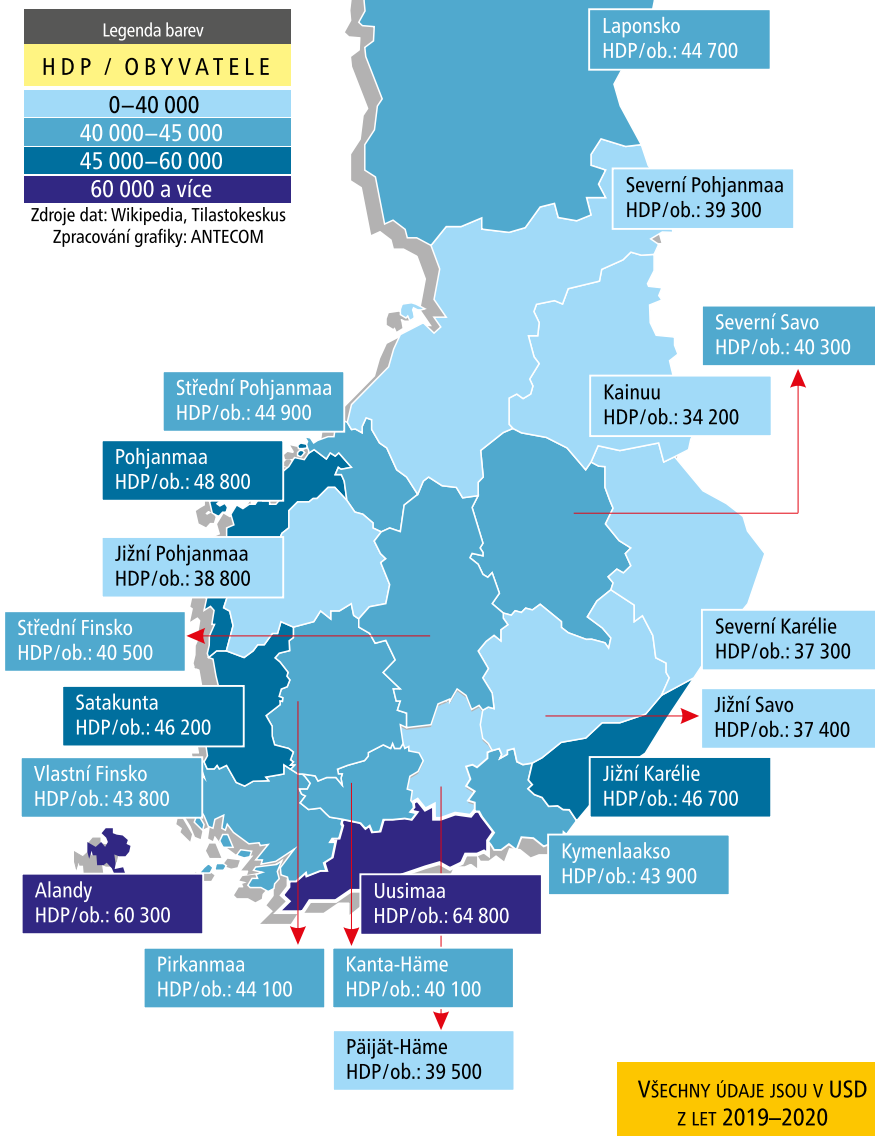 Legenda barev
HDP / OBYVATELE
0–40 000
40 000–45 000
45 000–60 000
60 000 a více
Zdroje dat: Wikipedia, Tilastokeskus
Zpracování grafiky: ANTECOM
Laponsko
HDP/ob.: 44 700
Severní Pohjanmaa
HDP/ob.: 39 300
Severní Savo
HDP/ob.: 40 300
Střední Pohjanmaa
HDP/ob.: 44 900
Kainuu
HDP/ob.: 34 200
Pohjanmaa
HDP/ob.: 48 800
Jižní Pohjanmaa
HDP/ob.: 38 800
Střední Finsko
HDP/ob.: 40 500
Severní Karélie
HDP/ob.: 37 300
Satakunta
HDP/ob.: 46 200
Jižní Savo
HDP/ob.: 37 400
Vlastní Finsko
HDP/ob.: 43 800
Jižní Karélie
HDP/ob.: 46 700
Kymenlaakso
HDP/ob.: 43 900
Alandy
HDP/ob.: 60 300
Uusimaa
HDP/ob.: 64 800
Pirkanmaa
HDP/ob.: 44 100
Kanta-Häme
HDP/ob.: 40 100
Päijät-Häme
HDP/ob.: 39 500
VŠECHNY ÚDAJE JSOU V USD
Z LET 2019–2020